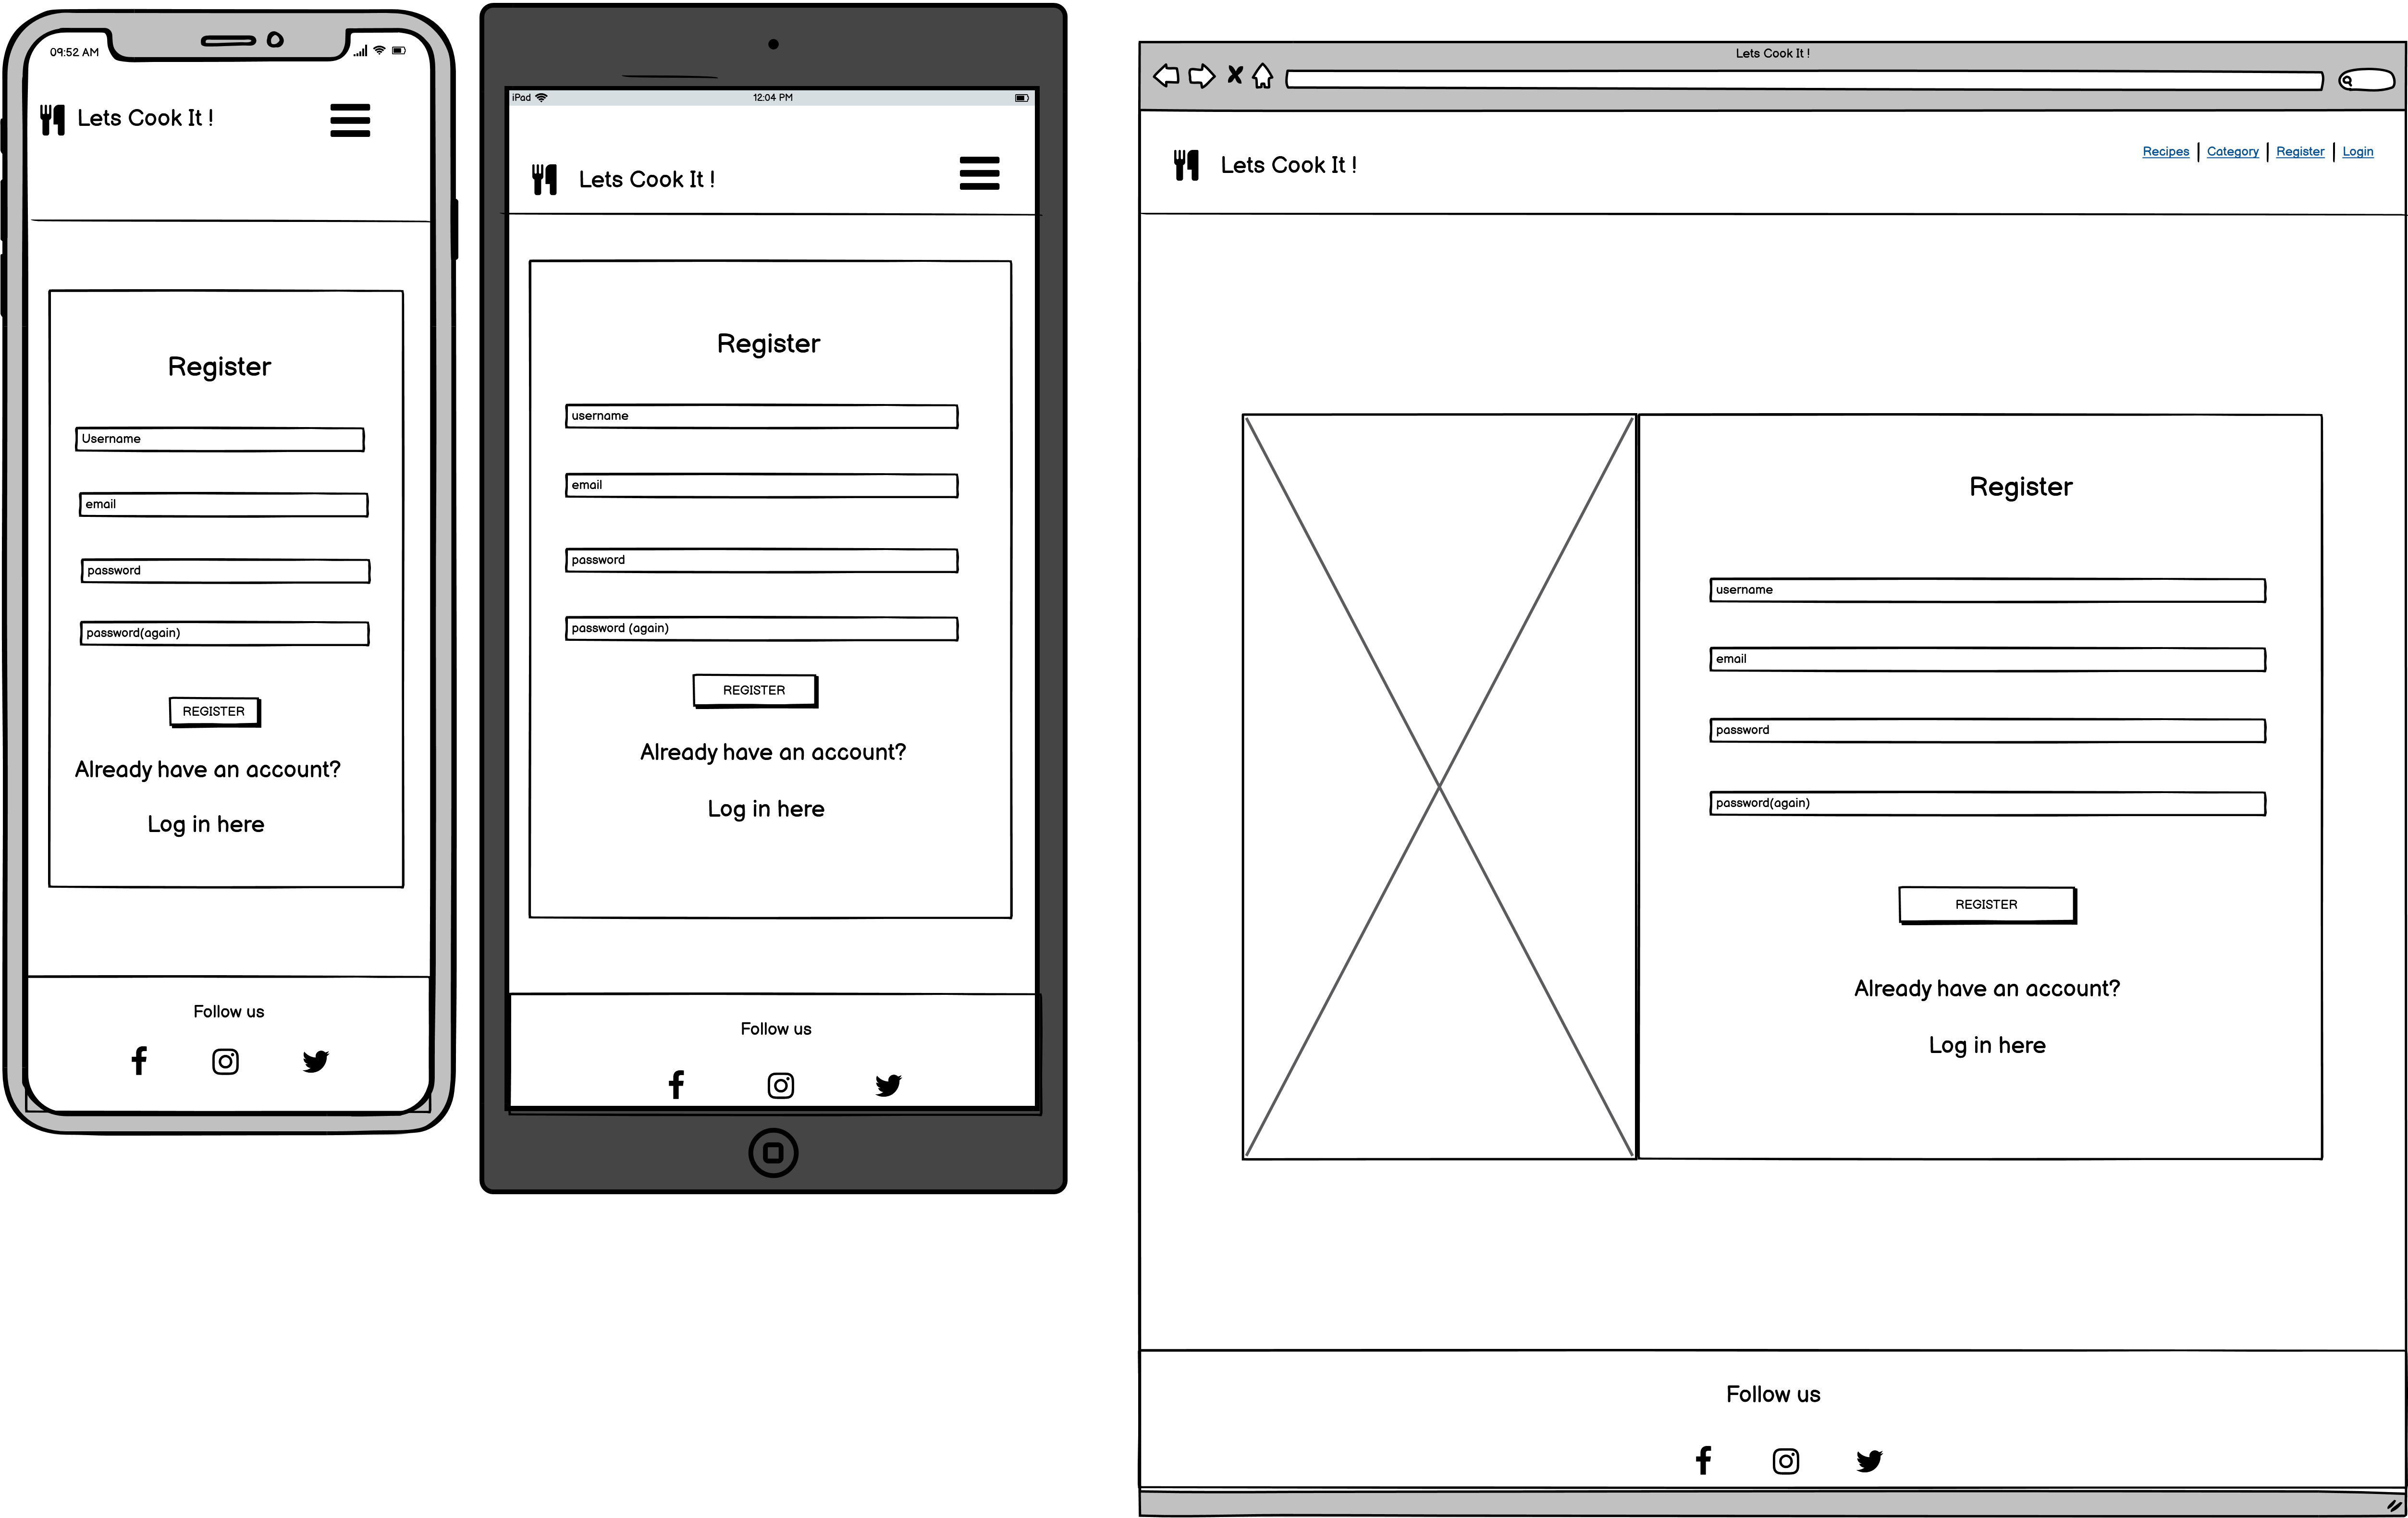 09:52 AM
Lets Cook It !
Register
Username
email
password
password(again)
REGISTER
Already have an account?
Log in here
Follow us
iPad
12:04 PM
Lets Cook It !
Register
username
email
password
password (again)
REGISTER
Already have an account?
Log in here
Follow us
Lets Cook It !
Lets Cook It !
Recipes | Category | Register | Login
Register
username
email
password
password(again)
REGISTER
Already have an account?
Log in here
Follow us